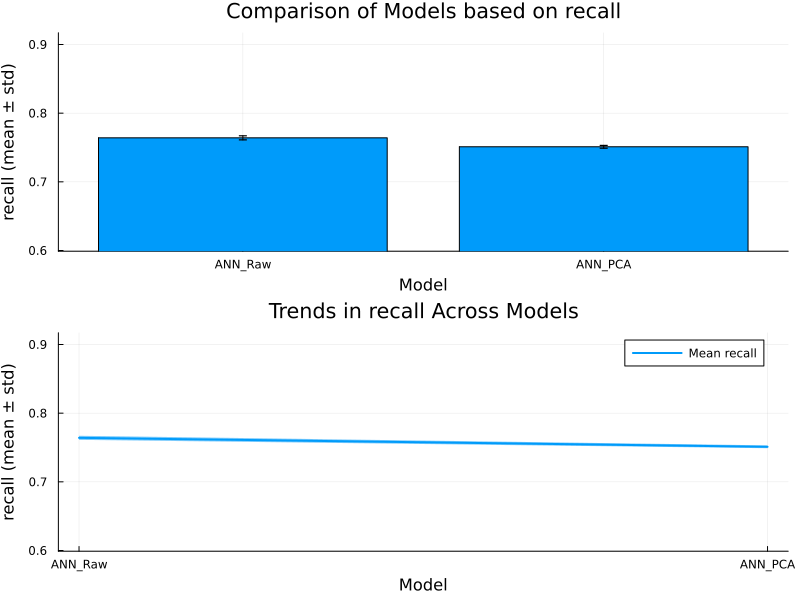 Comparison of Models based on recall
recall (mean ± std)
0.9
0.8
0.7
0.6
ANN_Raw ANN_PCA
Model
Trends in recall Across Models
recall (mean ± std)
0.9
0.8
0.7
0.6
Mean recall
ANN_Raw ANN_PCA
Model